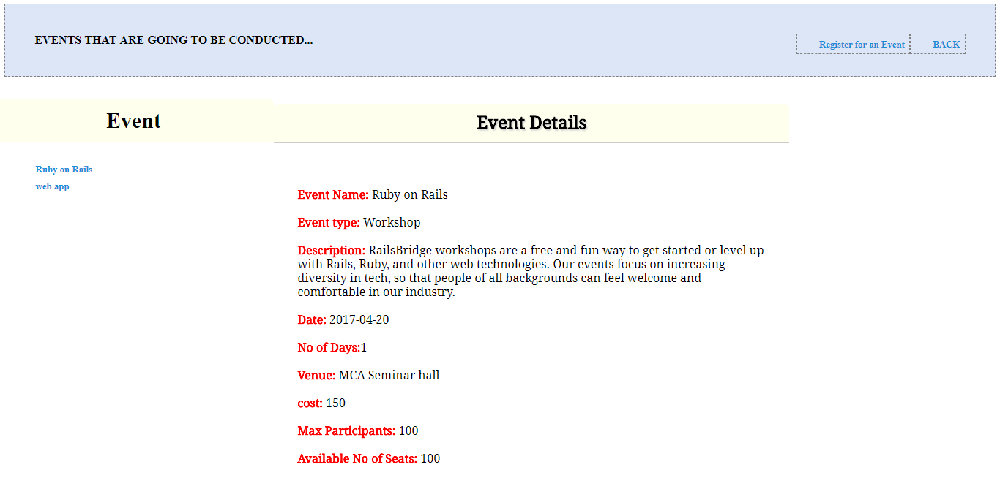 EVENTS THAT ARE GOING TO BE CONDUCTED...
Register for an Event
BACK
Event
Ruby on Rails
web app
Event Details
Event Name: Ruby on Rails
Event type: Workshop
Description: RailsBridge workshops are a free and fun way to get started or level up
with Rails, Ruby, and other web technologies. Our events focus on increasing
diversity in tech, so that people of all backgrounds can feel welcome and
comfortable in our industry.
Date: 2017-04-20
No of Days:1
Venue: MCA Seminar hall
cost: 150
Max Participants: 100
Available No of Seats: 100